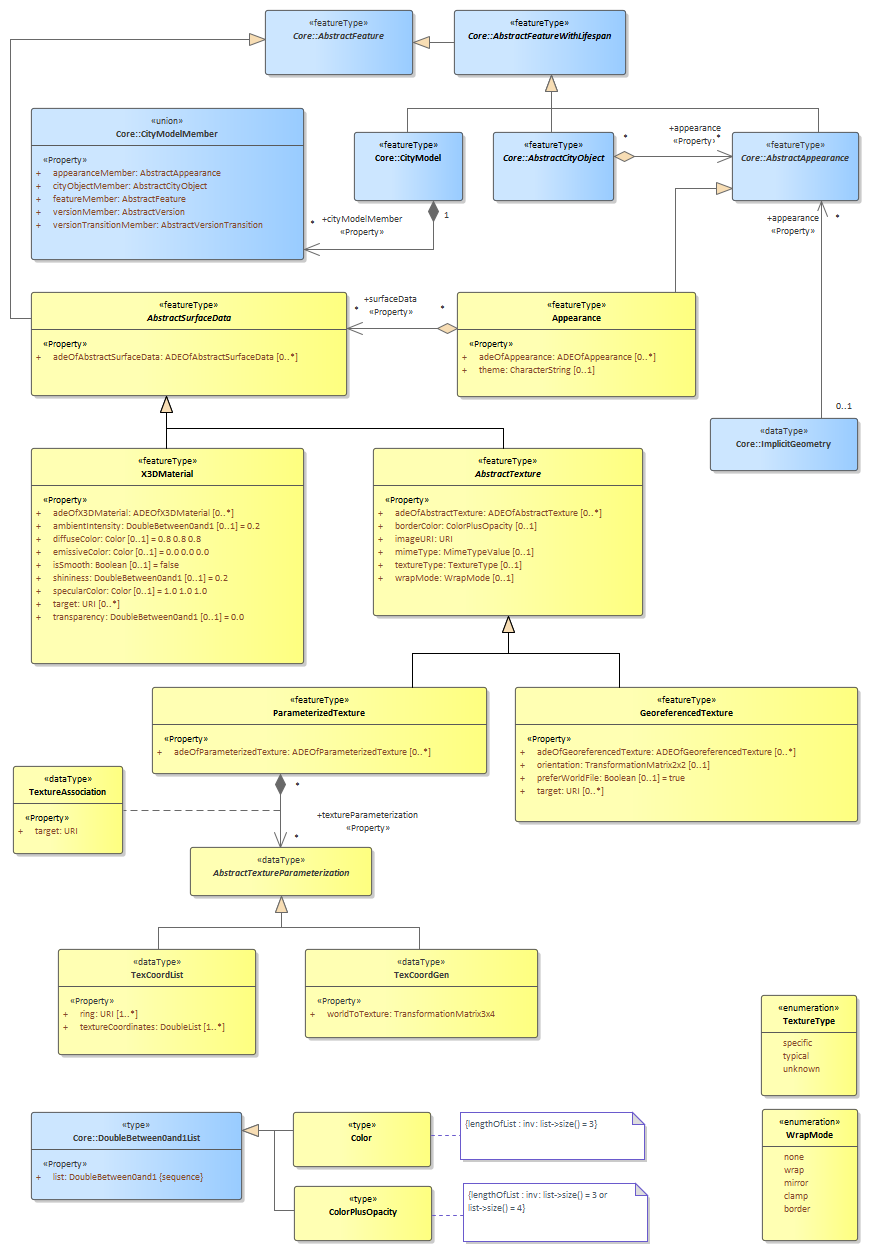 «featureType»
Core::AbstractFeature
«featureType»
Core::AbstractFeatureWithLifespan
«union»
Core::CityModelMember
«Property»
+ appearanceMember: AbstractAppearance
+ cityObjectMember: AbstractCityObject
+ featureMember: AbstractFeature
+ versionMember: AbstractVersion
+ versionTransitionMember: AbstractVersionTransition
«featureType»
Core::CityModel
«featureType»
Core::AbstractCityObject
* +appearance *
«Property»
«featureType»
Core::AbstractAppearance
1
* +cityModelMember
«Property»
+appearance *
«Property»
«featureType»
AbstractSurfaceData
«Property»
+ adeOfAbstractSurfaceData: ADEOfAbstractSurfaceData [0..*]
* +surfaceData *
«Property»
«featureType»
Appearance
«Property»
+ adeOfAppearance: ADEOfAppearance [0..*]
+ theme: CharacterString [0..1]
0..1
«dataType»
Core::ImplicitGeometry
«featureType»
X3DMaterial
«Property»
+ adeOfX3DMaterial: ADEOfX3DMaterial [0..*]
+ ambientIntensity: DoubleBetween0and1 [0..1] = 0.2
+ diffuseColor: Color [0..1] = 0.8 0.8 0.8
+ emissiveColor: Color [0..1] = 0.0 0.0 0.0
+ isSmooth: Boolean [0..1] = false
+ shininess: DoubleBetween0and1 [0..1] = 0.2
+ specularColor: Color [0..1] = 1.0 1.0 1.0
+ target: URI [0..*]
+ transparency: DoubleBetween0and1 [0..1] = 0.0
«featureType»
AbstractTexture
«Property»
+ adeOfAbstractTexture: ADEOfAbstractTexture [0..*]
+ borderColor: ColorPlusOpacity [0..1]
+ imageURI: URI
+ mimeType: MimeTypeValue [0..1]
+ textureType: TextureType [0..1]
+ wrapMode: WrapMode [0..1]
«featureType»
ParameterizedTexture
«Property»
+ adeOfParameterizedTexture: ADEOfParameterizedTexture [0..*]
«featureType»
GeoreferencedTexture
«Property»
+ adeOfGeoreferencedTexture: ADEOfGeoreferencedTexture [0..*]
+ orientation: TransformationMatrix2x2 [0..1]
+ preferWorldFile: Boolean [0..1] = true
+ target: URI [0..*]
«dataType»
TextureAssociation
«Property»
+ target: URI
*
+textureParameterization
«Property»
*
«dataType»
AbstractTextureParameterization
«dataType»
TexCoordList
«Property»
+ ring: URI [1..*]
+ textureCoordinates: DoubleList [1..*]
«dataType»
TexCoordGen
«Property»
+ worldToTexture: TransformationMatrix3x4
«enumeration»
TextureType
specific
typical
unknown
«type»
Core::DoubleBetween0and1List
«Property»
+ list: DoubleBetween0and1 {sequence}
«type»
Color
{lengthOfList : inv: list->size() = 3}
«type»
ColorPlusOpacity
{lengthOfList : inv: list->size() = 3 or
list->size() = 4}
«enumeration»
WrapMode
none
wrap
mirror
clamp
border